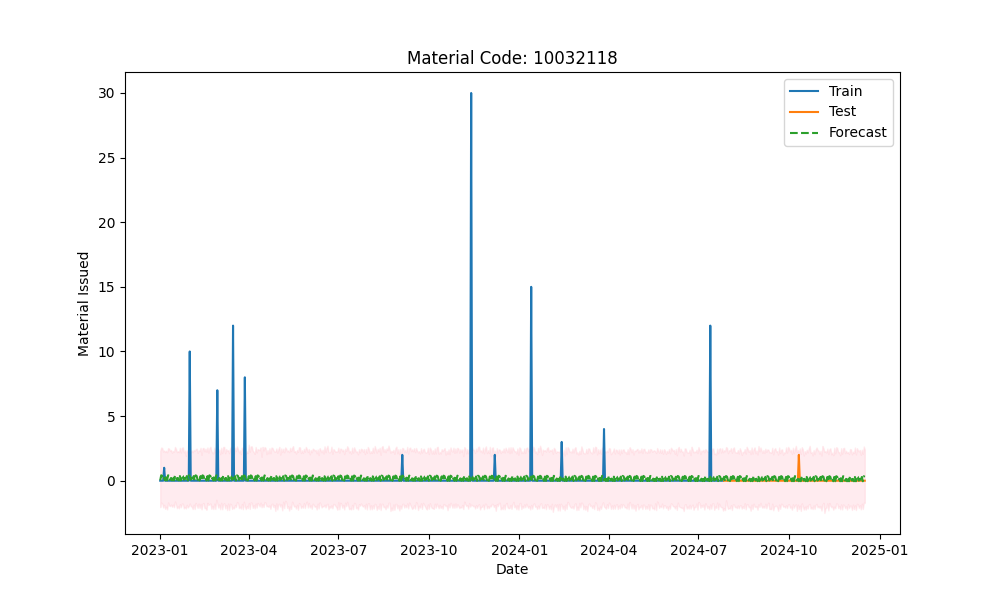 Material Code: 10032118
Train
Test
Forecast
Material Issued
30
25
20
15
10
5
0
2023-01 2023-04 2023-07 2023-10 2024-01 2024-04 2024-07 2024-10 2025-01
Date